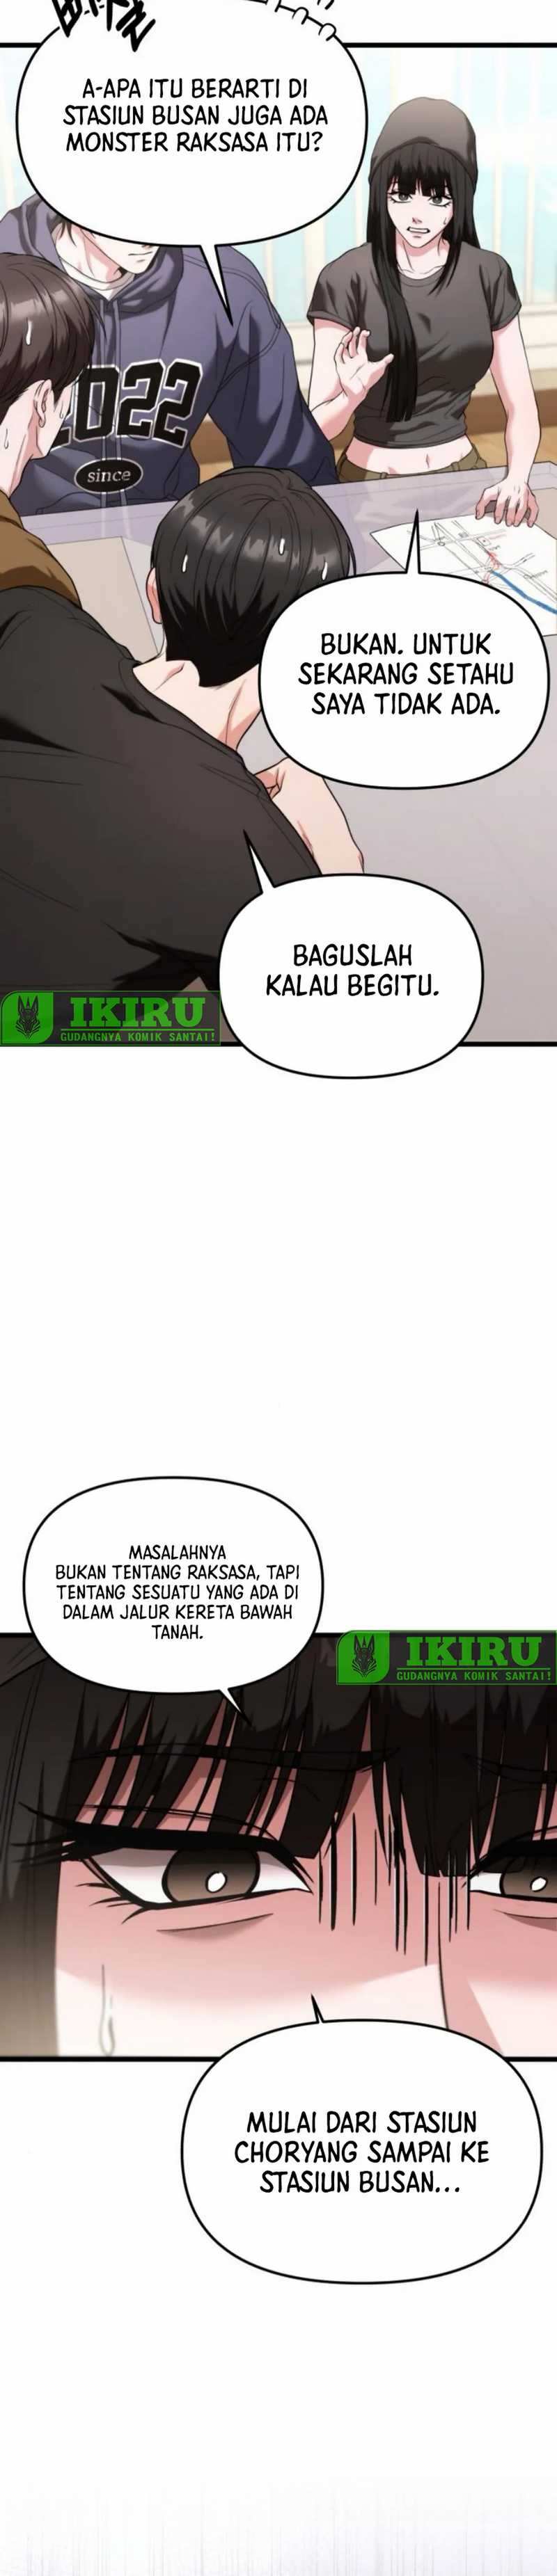 A-APA ITU BERARTI DI
STASIUN BUSAN JUGA ADA
MONSTER RAKSASA ITU?
2022
since
BUKAN. UNTUK
SEKARANG SETAHU
SAYA TIDAK ADA.
BAGUSLAH
KALAU BEGITU.
IKIRU
GUDANGNYA KOMIK SANTAI!
MASALAHNYA
BUKAN TENTANG RAKSASA, TAPI
TENTANG SESUATU YANG ADA DI
DALAM JALUR KERETA BAWAH
TANAH.
IKIRU
GUDANGNYA KOMIK SANTAI!
MULAI DARI STASIUN
CHORYANG SAMPAI KE
STASIUN BUSAN...